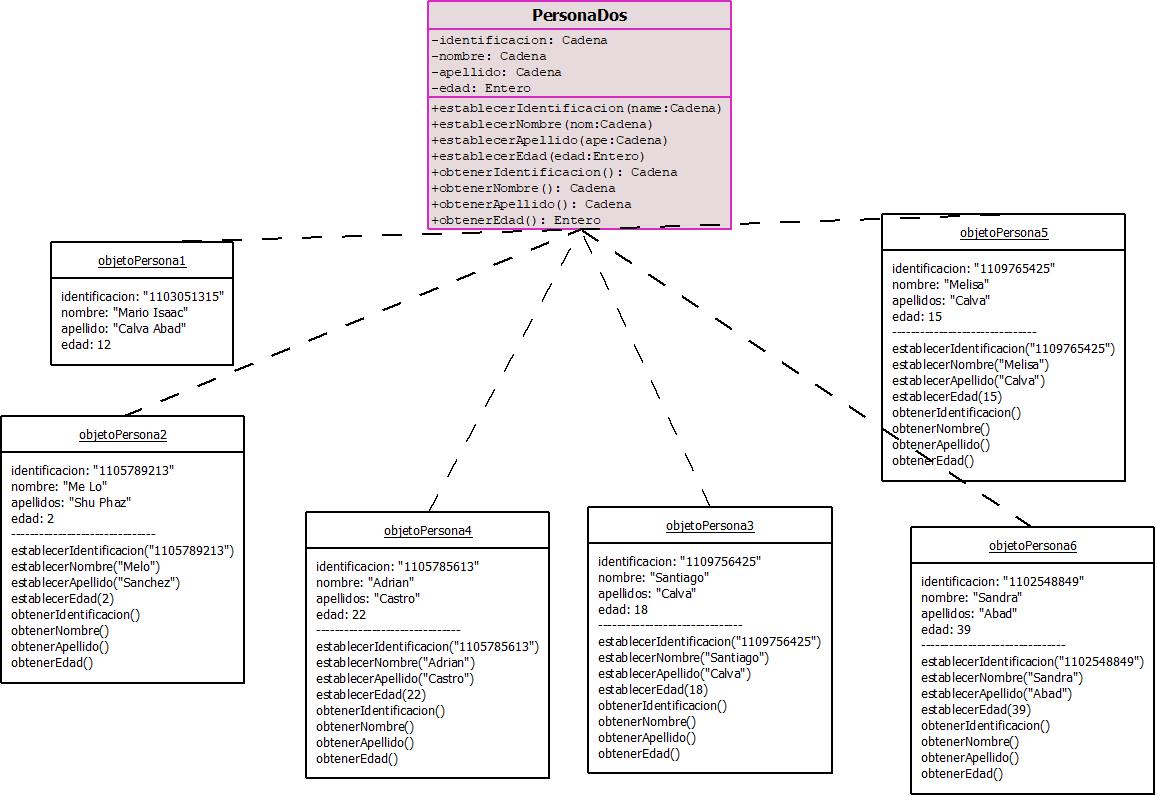 PersonaDos
-identificacion: Cadena
-nombre: Cadena
-apellido: Cadena
-edad: Entero
+establecerIdentificacion(name:Cadena)
+establecerNombre(nom:Cadena)
+establecerApellido(ape:Cadena)
+establecerEdad(edad:Entero)
+obtenerIdentificacion(): Cadena
+obtenerNombre(): Cadena
+obtenerApellido(): Cadena
+obtenerEdad(): Entero
objetoPersona1
identificacion: "1103051315"
nombre: "Mario Isaac"
apellido: "Calva Abad"
edad: 12
objetoPersona2
identificacion: "1105789213"
nombre: "Me Lo"
apellidos: "Shu Phaz"
edad: 2
-------------------------------
establecerIdentificacion("1105789213")
establecerNombre("Melo")
establecerApellido("Sanchez")
establecerEdad(2)
obtenerIdentificacion()
obtenerNombre()
obtenerApellido()
obtenerEdad()
objetoPersona4
identificacion: "1105785613"
nombre: "Adrian"
apellidos: "Castro"
edad: 22
-------------------------------
establecerIdentificacion("1105785613")
establecerNombre("Adrian")
establecerApellido("Castro")
establecerEdad(22)
obtenerIdentificacion()
obtenerNombre()
obtenerApellido()
obtenerEdad()
objetoPersona3
identificacion: "1109756425"
nombre: "Santiago"
apellidos: "Calva"
edad: 18
-------------------------------
establecerIdentificacion("1109756425")
establecerNombre("Santiago")
establecerApellido("Calva")
establecerEdad(18)
obtenerIdentificacion()
obtenerNombre()
obtenerApellido()
obtenerEdad()
objetoPersona5
identificacion: "1109765425"
nombre: "Melisa"
apellidos: "Calva"
edad: 15
-------------------------------
establecerIdentificacion("1109765425")
establecerNombre("Melisa")
establecerApellido("Calva")
establecerEdad(15)
obtenerIdentificacion()
obtenerNombre()
obtenerApellido()
obtenerEdad()
objetoPersona6
identificacion: "1102548849"
nombre: "Sandra"
apellidos: "Abad"
edad: 39
-------------------------------
establecerIdentificacion("1102548849")
establecerNombre("Sandra")
establecerApellido("Abad")
establecerEdad(39)
obtenerIdentificacion()
obtenerNombre()
obtenerApellido()
obtenerEdad()